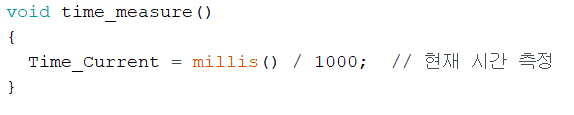 void time_measure()
{
  Time_Current = millis() / 1000;  // 현재 시간 측정
}